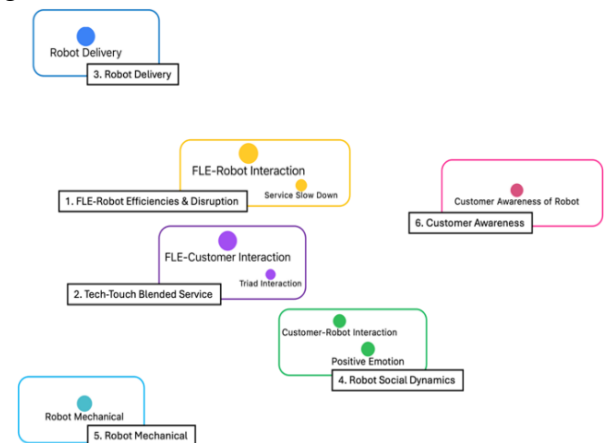 Robot Delivery
3. Robot Delivery
FLE-Robot Interaction
Service Slow Down
1. FLE-Robot Efficiencies & Disruption
Customer Awareness of Robot
6. Customer Awareness
FLE-Customer Interaction
Triad Interaction
2. Tech-Touch Blended Service
Customer-Robot Interaction
Positive Emotion
4. Robot Social Dynamics
Robot Mechanical
5. Robot Mechanical